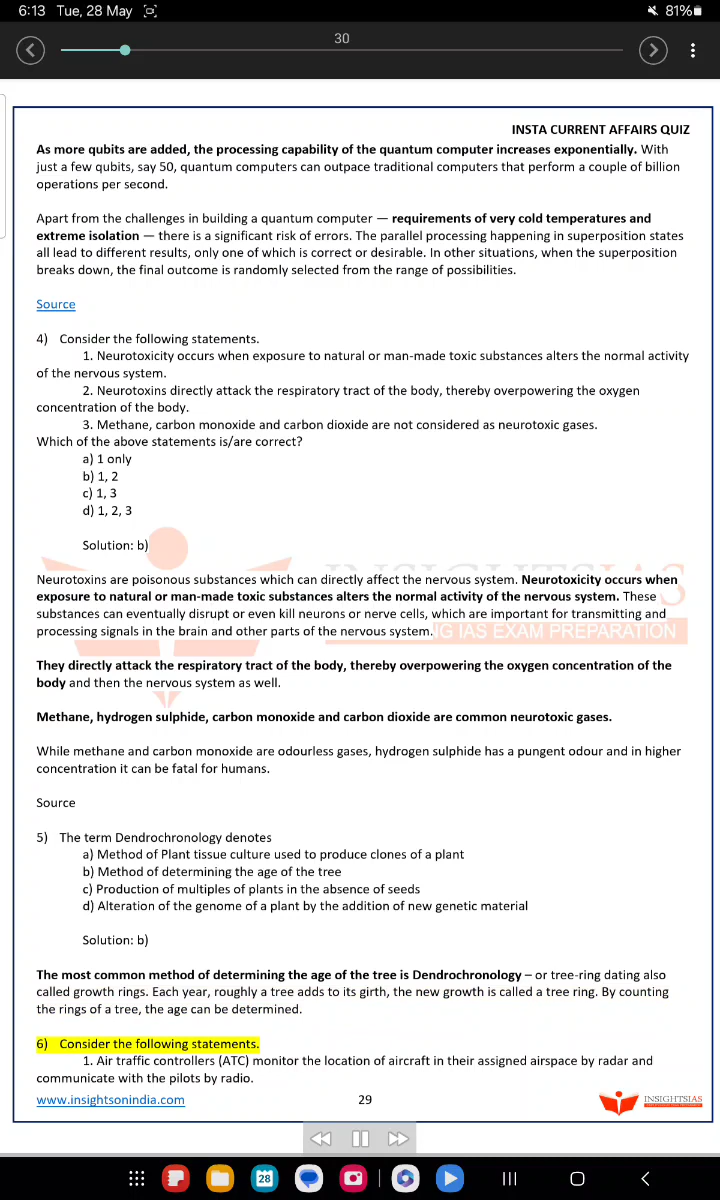 6:13 Tue, 28 May
81%
30
INSTA CURRENT AFFAIRS QUIZ
As more qubits are added, the processing capability of the quantum computer increases exponentially. With
just a few qubits, say 50, quantum computers can outpace traditional computers that perform a couple of billion
operations per second.
Apart from the challenges in building a quantum computer — requirements of very cold temperatures and
extreme isolation — there is a significant risk of errors. The parallel processing happening in superposition states
all lead to different results, only one of which is correct or desirable. In other situations, when the superposition
breaks down, the final outcome is randomly selected from the range of possibilities.
Source
4) Consider the following statements.
1. Neurotoxicity occurs when exposure to natural or man-made toxic substances alters the normal activity
of the nervous system.
2. Neurotoxins directly attack the respiratory tract of the body, thereby overpowering the oxygen
concentration of the body.
3. Methane, carbon monoxide and carbon dioxide are not considered as neurotoxic gases.
Which of the above statements is/are correct?
a) 1 only
b) 1, 2
c) 1, 3
d) 1, 2, 3
Solution: b)
INSIGHTSIAS
Neurotoxins are poisonous substances which can directly affect the nervous system. Neurotoxicity occurs when
exposure to natural or man-made toxic substances alters the normal activity of the nervous system. These
substances can eventually disrupt or even kill neurons or nerve cells, which are important for transmitting and
processing signals in the brain and other parts of the nervous system.
IAS EXAM PREPARATION
They directly attack the respiratory tract of the body, thereby overpowering the oxygen concentration of the
body and then the nervous system as well.
Methane, hydrogen sulphide, carbon monoxide and carbon dioxide are common neurotoxic gases.
While methane and carbon monoxide are odourless gases, hydrogen sulphide has a pungent odour and in higher
concentration it can be fatal for humans.
Source
5) The term Dendrochronology denotes
a) Method of Plant tissue culture used to produce clones of a plant
b) Method of determining the age of the tree
c) Production of multiples of plants in the absence of seeds
d) Alteration of the genome of a plant by the addition of new genetic material
Solution: b)
The most common method of determining the age of the tree is Dendrochronology – or tree-ring dating also
called growth rings. Each year, roughly a tree adds to its girth, the new growth is called a tree ring. By counting
the rings of a tree, the age can be determined.
6) Consider the following statements.
1. Air traffic controllers (ATC) monitor the location of aircraft in their assigned airspace by radar and
communicate with the pilots by radio.
www.insightsonindia.com
29
INSIGHTSIAS
28